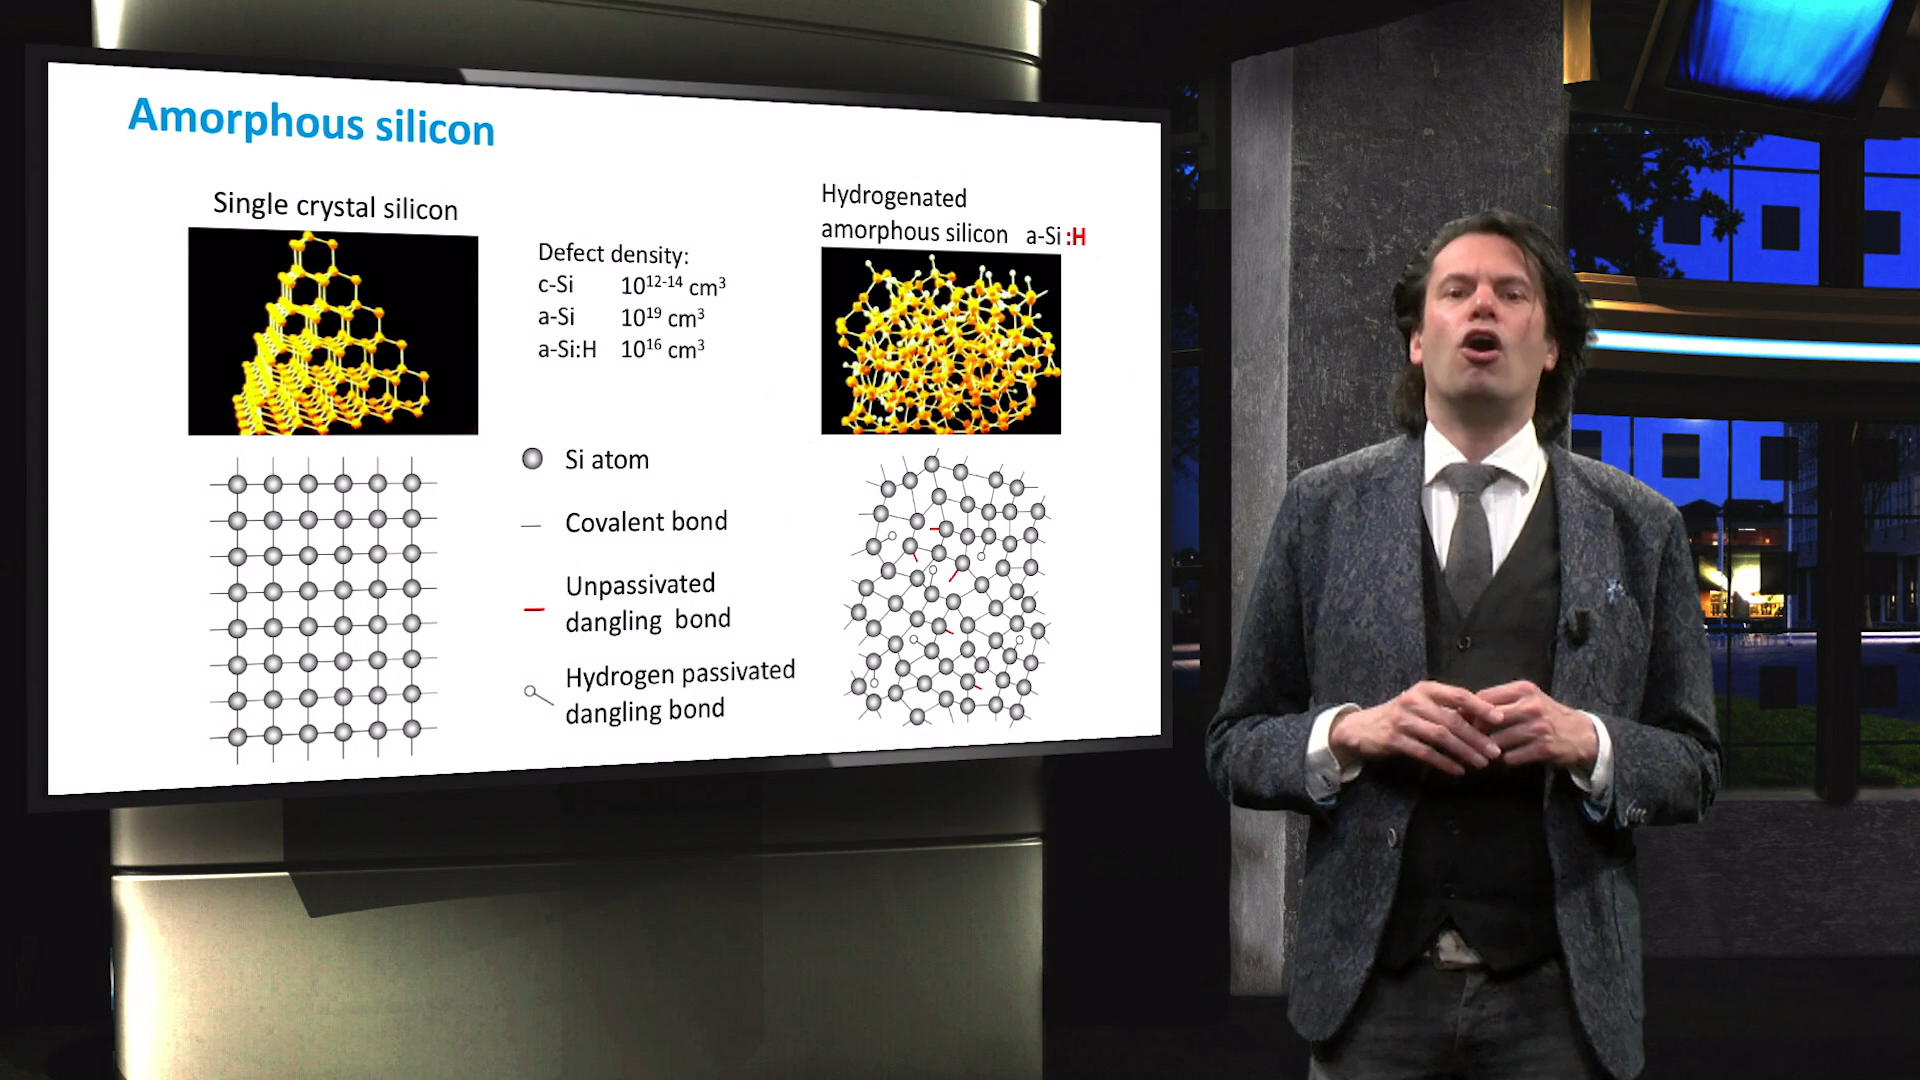 Amorphous silicon
Single crystal silicon
Defect density:
c-Si 10¹²⁻¹⁴ cm³
a-Si 10¹⁹ cm³
a-Si:H 10¹⁶ cm³
Hydrogenated
amorphous silicon a-Si:H
Si atom
Covalent bond
Unpassivated
dangling bond
Hydrogen passivated
dangling bond